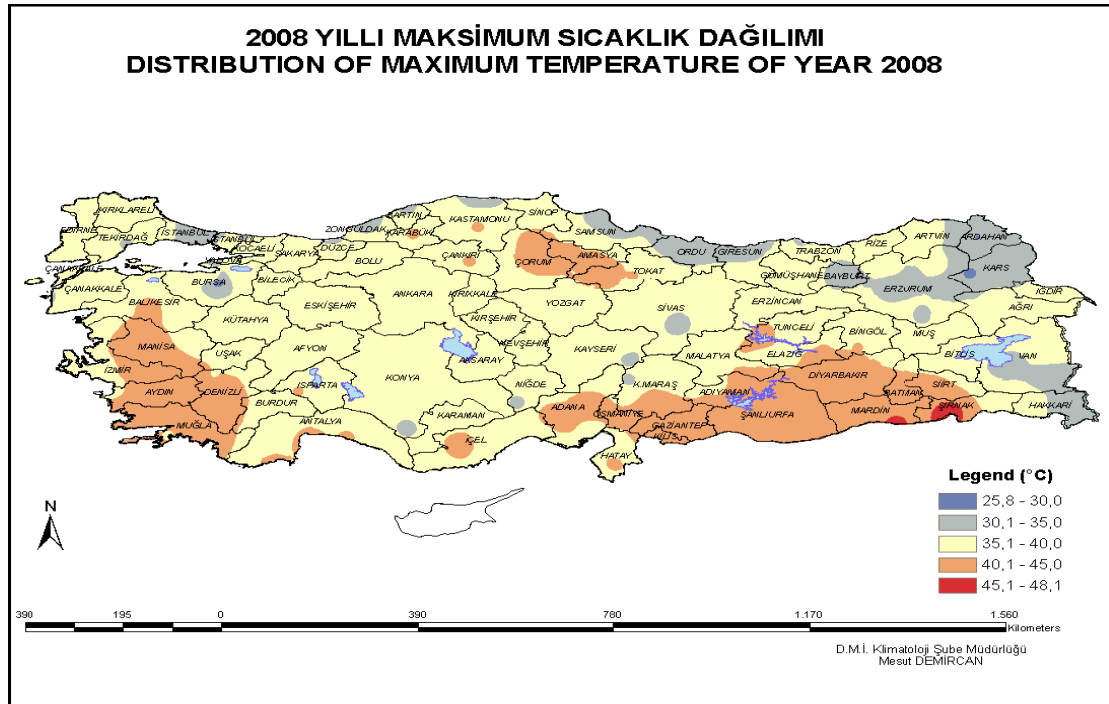 2008 YILLI MAKSİMUM SICAKLIK DAĞILIMI
DISTRIBUTION OF MAXIMUM TEMPERATURE OF YEAR 2008
KIRKLARELİ
EDİRNE
TEKİRDAĞ
İSTANBUL
İSTANBUL
KOCAELİ
YALOVA
SAKARYA
DÜZCE
ZONGULDAK
BARTIN
KARABÜK
KASTAMONU
SİNOP
SAMSUN
ORDU
GİRESUN
TRABZON
RİZE
ARTVİN
ARDAHAN
KARS
ÇANAKKALE
ÇANAKKALE
BALIKESİR
BURSA
BİLECİK
BOLU
ÇANKIRI
ÇORUM
AMASYA
TOKAT
GÜMÜŞHANE
BAYBURT
ERZURUM
IĞDIR
AĞRI
KÜTAHYA
ESKİŞEHİR
ANKARA
KIRIKKALE
YOZGAT
SİVAS
ERZİNCAN
MANİSA
UŞAK
AFYON
KIRŞEHİR
NEVŞEHİR
KAYSERİ
MALATYA
TUNCELİ
ELAZIĞ
BİNGÖL
MUŞ
BİTLİS
VAN
İZMİR
AYDIN
DENİZLİ
ISPARTA
BURDUR
KONYA
AKSARAY
NİĞDE
K.MARAŞ
ADIYAMAN
DİYARBAKIR
BATMAN
SİİRT
ŞIRNAK
HAKKARİ
MUĞLA
ANTALYA
KARAMAN
İÇEL
ADANA
OSMANİYE
GAZİANTEP
KİLİS
ŞANLIURFA
MARDİN
HATAY
N
Legend (°C)
25,8 - 30,0
30,1 - 35,0
35,1 - 40,0
40,1 - 45,0
45,1 - 48,1
390 195 0 390 780 1.170 1.560
Kilometers
D.M.İ. Klimatoloji Şube Müdürlüğü
Mesut DEMİRCAN